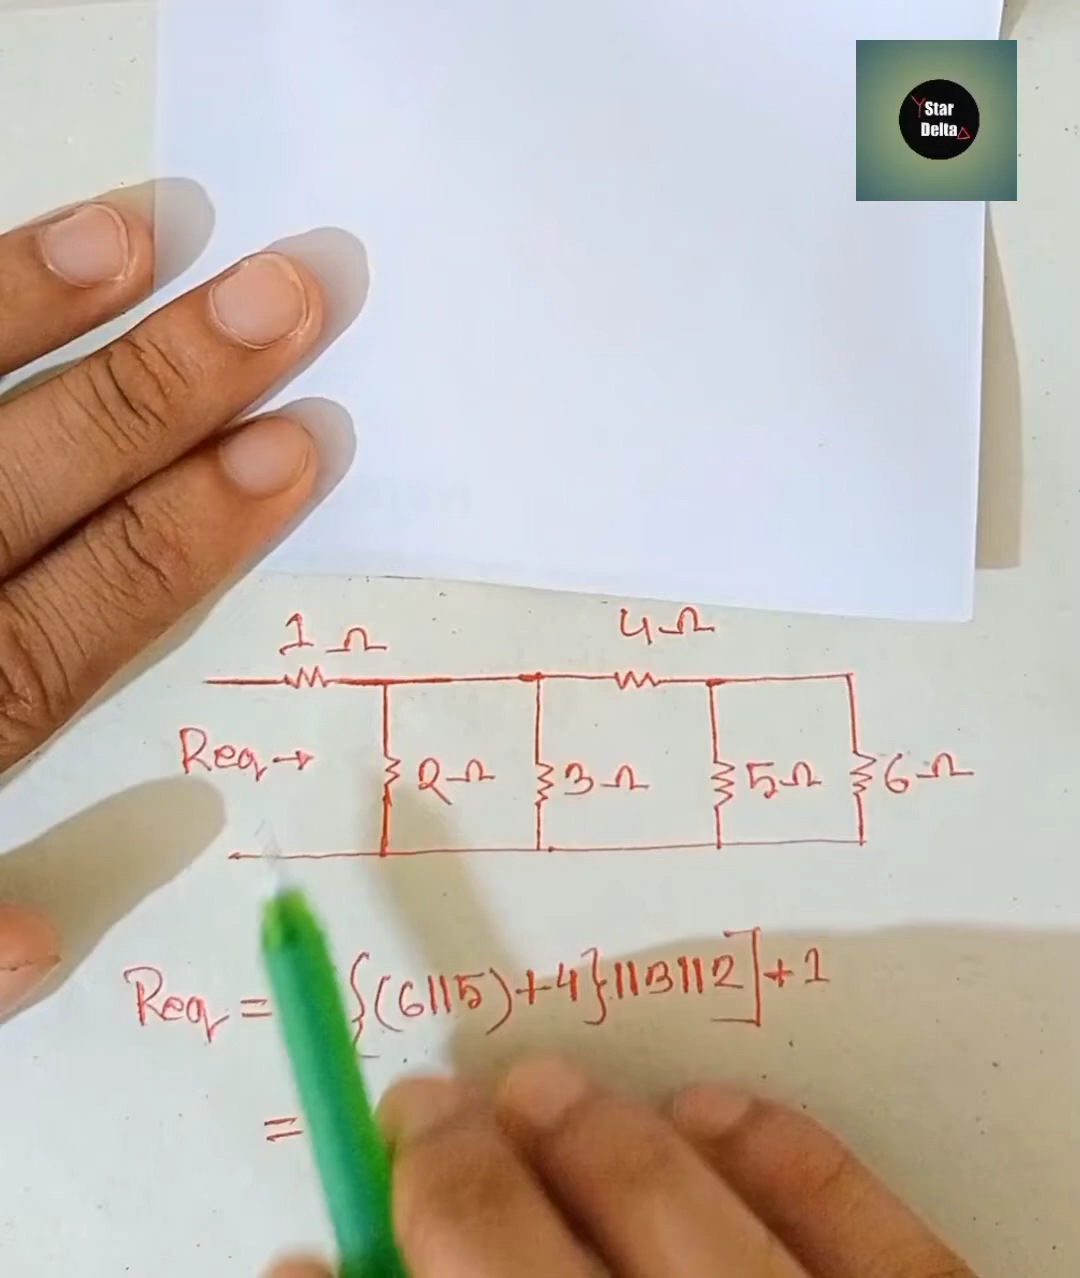 Star
Delta
1Ω
4Ω
Req→
2Ω
3Ω
5Ω
6Ω
Req = {(6||5)+4}||3||2]+1
=